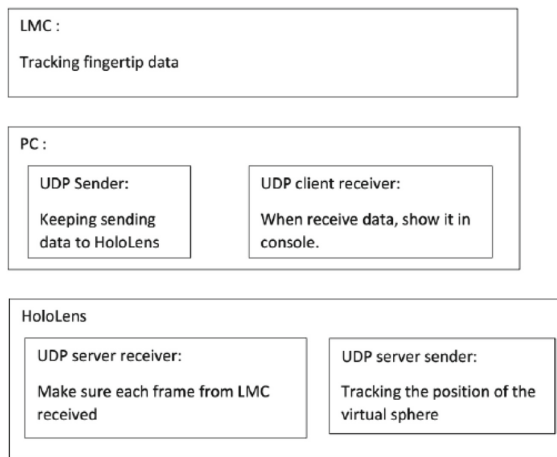 LMC :
Tracking fingertip data
PC :
UDP Sender:
Keeping sending
data to HoloLens
UDP client receiver:
When receive data, show it in
console.
HoloLens
UDP server receiver:
Make sure each frame from LMC
received
UDP server sender:
Tracking the position of the
virtual sphere